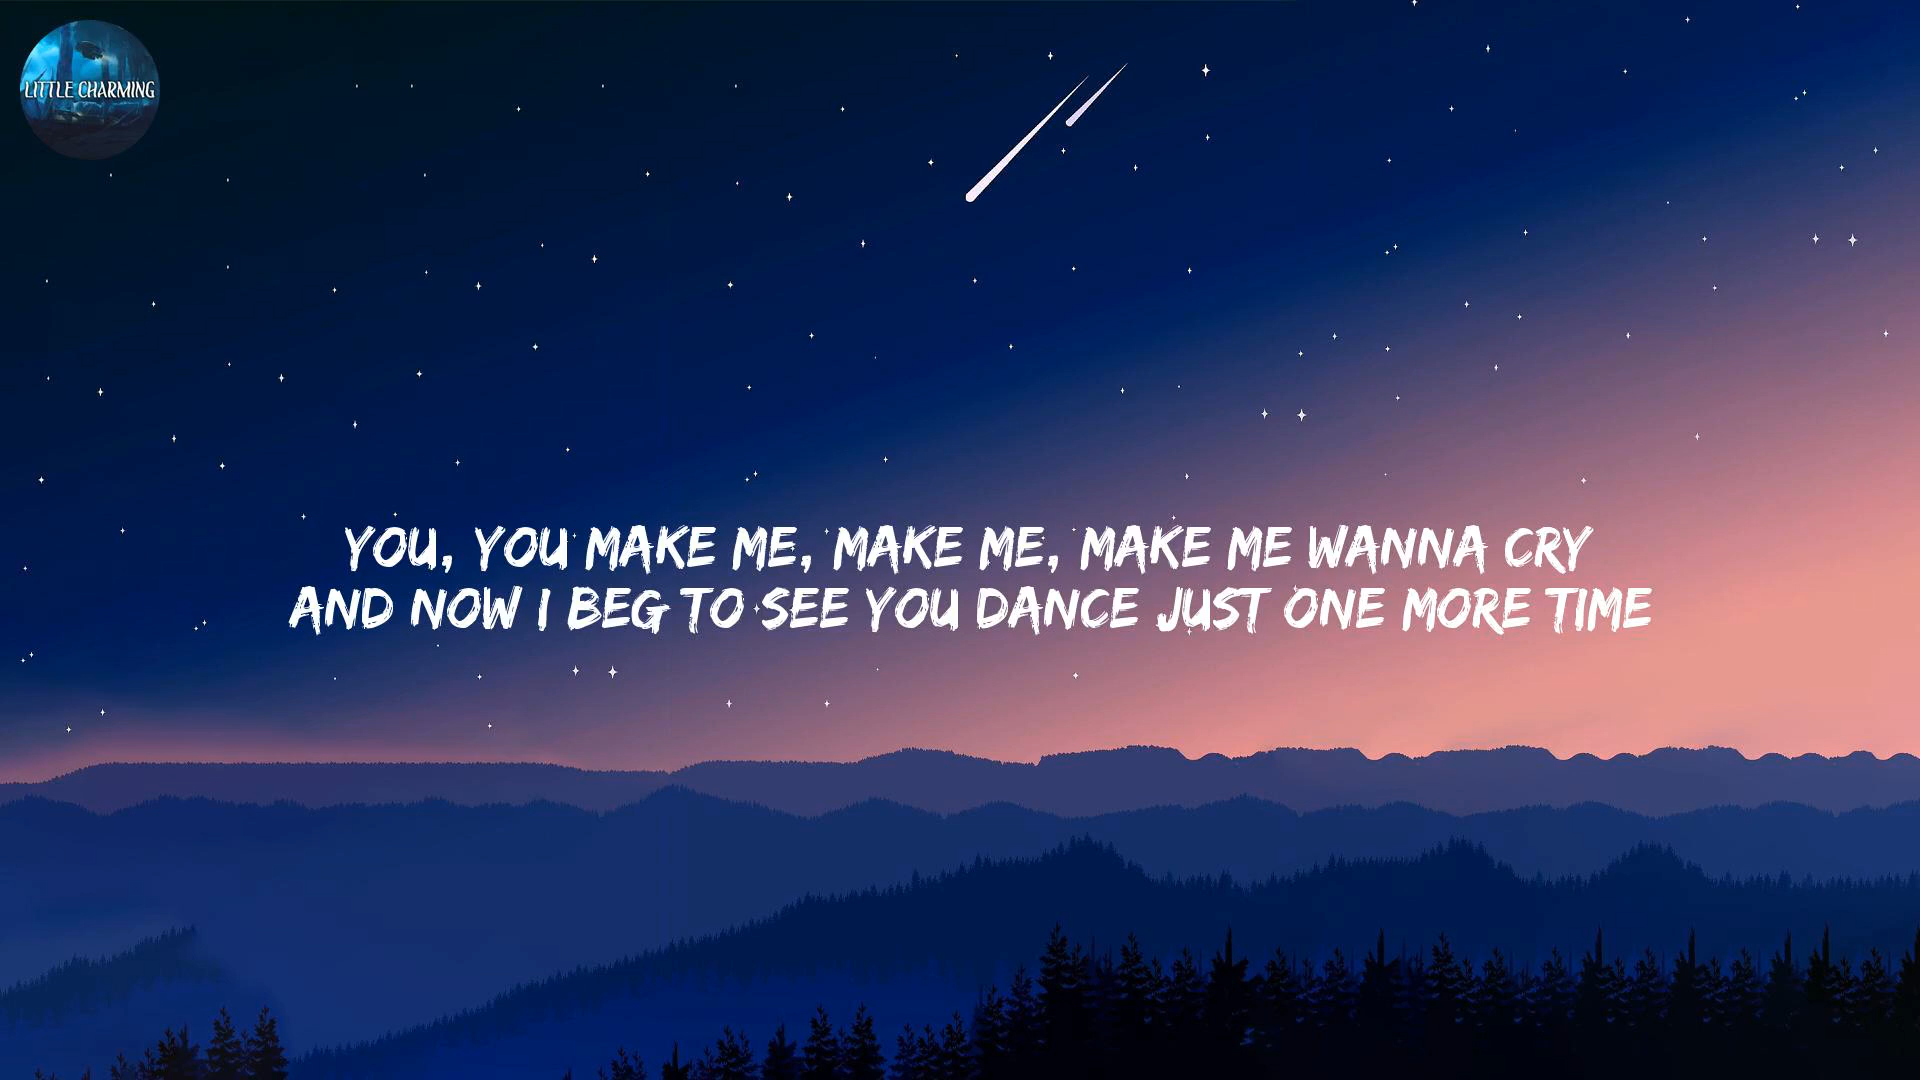 LITTLE CHARMING
YOU, YOU MAKE ME, MAKE ME, MAKE ME WANNA CRY
AND NOW I BEG TO SEE YOU DANCE JUST ONE MORE TIME